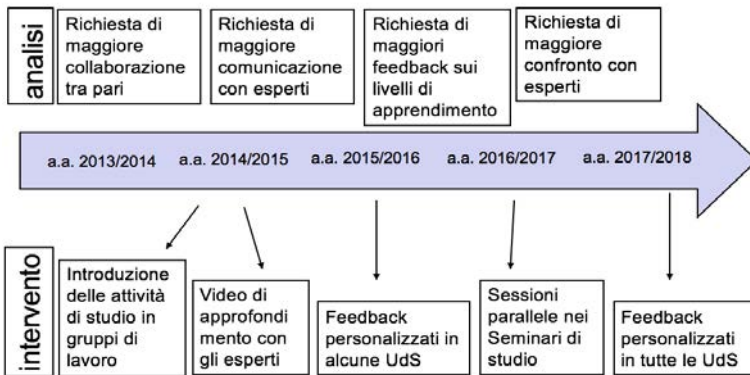 analisi
Richiesta di
maggiore
collaborazione
tra pari
Richiesta di
maggiore
comunicazione
con esperti
Richiesta di
maggiori
feedback sui
livelli di
apprendimento
Richiesta di
maggiore
confronto con
esperti
a.a. 2013/2014
a.a. 2014/2015
a.a. 2015/2016
a.a. 2016/2017
a.a. 2017/2018
intervento
Introduzione
delle attività
di studio in
gruppi di
lavoro
Video di
approfondi
mento con
gli esperti
Feedback
personalizzati in
alcune UdS
Sessioni
parallele nei
Seminari di
studio
Feedback
personalizzati
in tutte le UdS